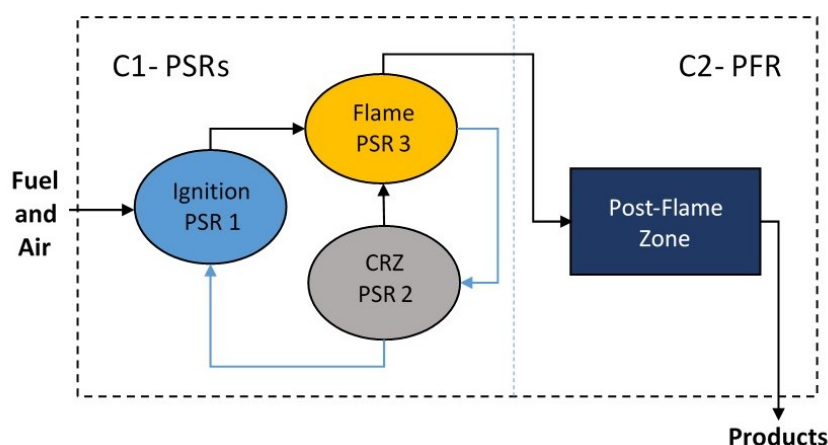 C1- PSRs
C2- PFR
Flame
PSR 3
Fuel
and
Air
Ignition
PSR 1
Post-Flame
Zone
CRZ
PSR 2
Products